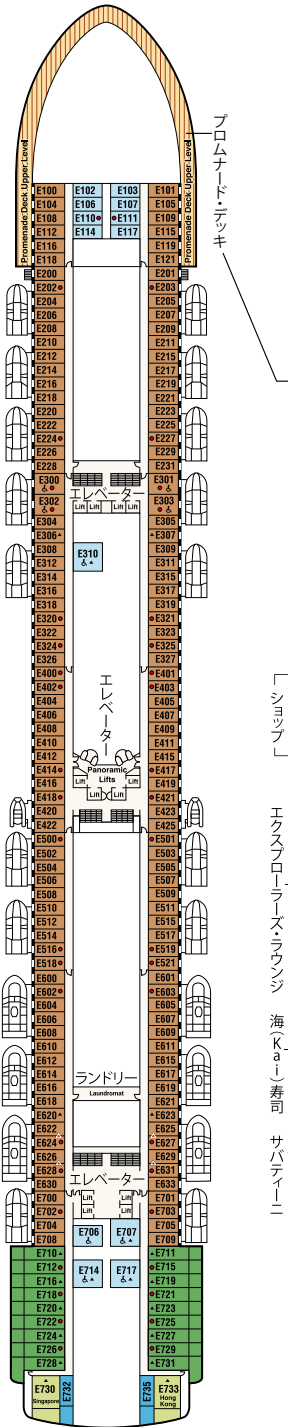 プロムナード・デッキ
Promenade Deck Upper Level
Promenade Deck Upper Level
E100 E102 E103 E101
E104 E106 E107 E105
E108 E110 E111 E109
E112 E114 E117 E115
E116 E119
E118 E121
E200 E201
E202 E203
E204 E205
E206 E207
E208 E209
E210 E211
E212 E215
E214 E217
E216 E219
E218 E221
E220 E223
E222 E225
E224 E227
E226 E229
E228 E231
E300 E301
エレベーター
E302 E303
Lift Lift Lift Lift
E304 E305
E306 E307
E308 E309
E310
E312 E311
E314 E315
E316 E317
E318 E319
E320 E321
E322 E323
E324 E325
E326 E327
E400 E401
E402 E403
エレベーター
E404 E405
E406 E407
E408 E409
E410 E411
E412 E415
Panoramic
Lifts
E414 E417
E416 Lift Lift E419
E418 Lift Lift E421
E420 E423
E422 E425
E500 E501
E502 E503
E504 E505
E506 E507
E508 E509
E510 E511
E512 E515
E514 E517
E516 E519
E518 E521
E600 E601
E602 E603
E604 E605
E606 E607
E608 E609
E610 E611
E612 E615
E614 E617
ランドリー
E616 E619
Laundromat
E618 E621
E620 E623
E622 E625
E624 E627
E626 E629
E628 E631
エレベーター
E630 E633
E700 Lift Lift E701
E702 Lift Lift E703
E704 E705
E706 E707
E708 E709
E710 E711
E712 E714 E717 E715
E716 E719
E718 E721
E720 E723
E722 E725
E724 E727
E726 E729
E728 E731
E730 E732 E735 E733
Singapore
Hong
Kong
ショップ
エクスプローラーズ・ラウンジ
海(Kai)寿司
サバティーニ